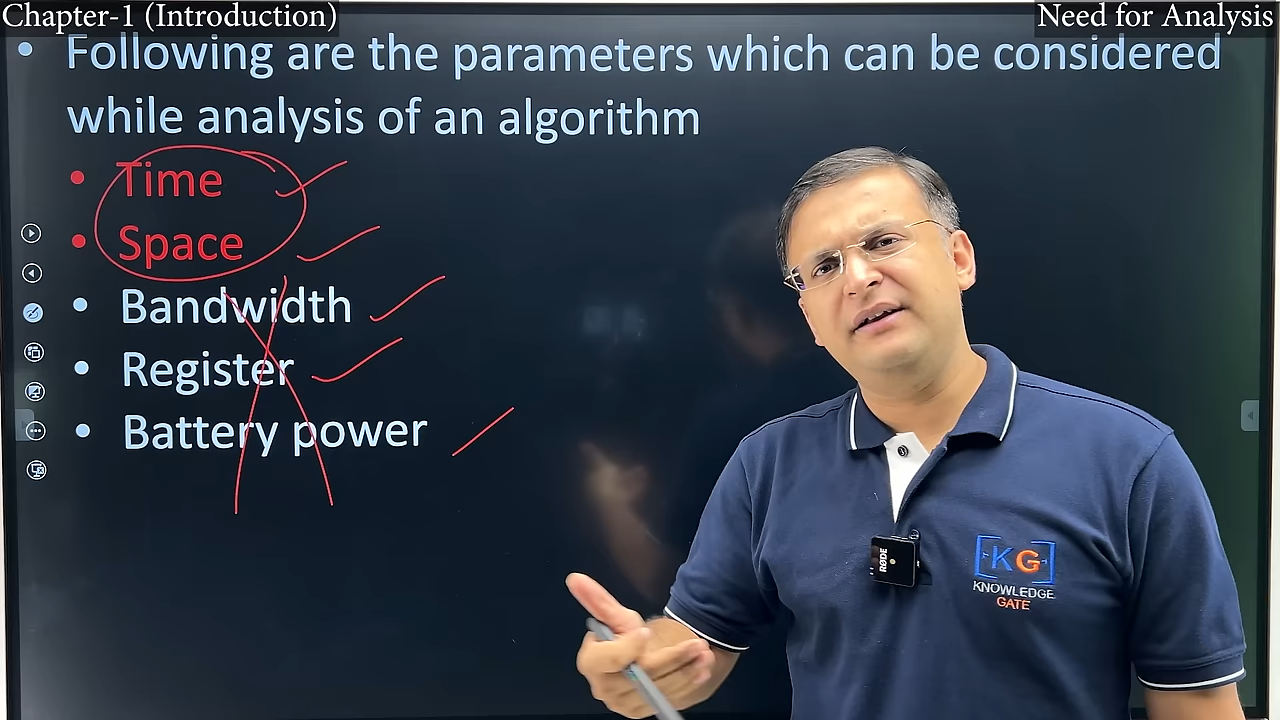 Chapter-1 (Introduction)
Need for Analysis
• Following are the parameters which can be considered
while analysis of an algorithm
• Time
• Space
• Bandwidth
• Register
• Battery power
RØDE
KG
KNOWLEDGE
GATE